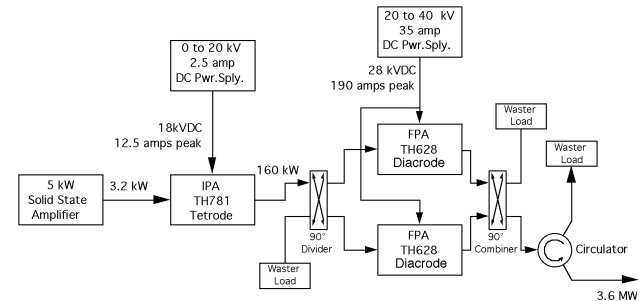 20 to 40 kV
35 amp
DC Pwr.Sply.
0 to 20 kV
2.5 amp
DC Pwr.Sply.
28 kVDC
190 amps peak
18kVDC
12.5 amps peak
Waster
Load
FPA
TH628
Diacrode
Waster
Load
5 kW
Solid State
Amplifier
3.2 kW
IPA
TH781
Tetrode
160 kW
90°
Divider
Waster
Load
FPA
TH628
Diacrode
90°
Combiner
Circulator
3.6 MW